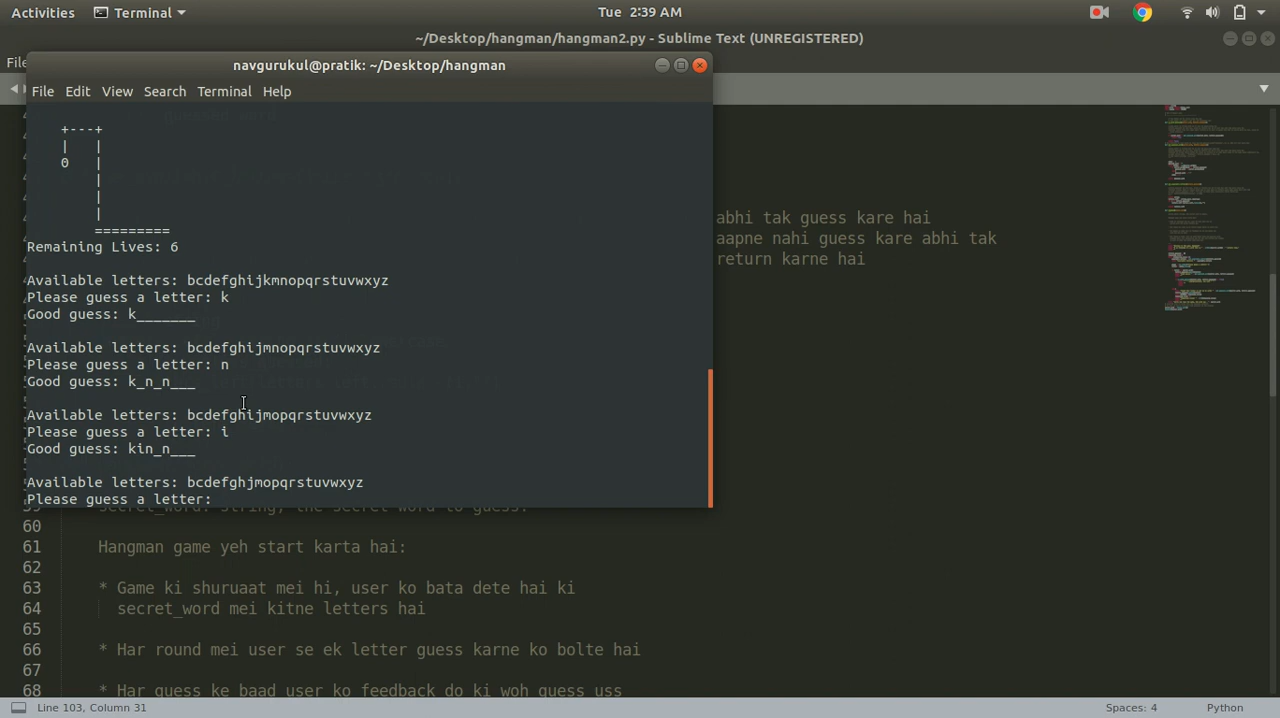 Activities Terminal Tue 2:39 AM
~/Desktop/hangman/hangman2.py - Sublime Text (UNREGISTERED)
navgurukul@pratik: ~/Desktop/hangman
File Edit View Search Terminal Help
+---+
|   |
0   |
|
|
|
=========
Remaining Lives: 6
Available letters: bcdefghijkmnopqrstuvwxyz
Please guess a letter: k
Good guess: k_______
Available letters: bcdefghijmnopqrstuvwxyz
Please guess a letter: n
Good guess: k_n_n___
Available letters: bcdefghijmopqrstuvwxyz
Please guess a letter: i
Good guess: kin_n___
Available letters: bcdefghjmopqrstuvwxyz
Please guess a letter:
abhi tak guess kare hai
aapne nahi guess kare abhi tak
return karne hai
secret_word: string, the secret word to guess.
60
61 Hangman game yeh start karta hai:
62
63 * Game ki shuruaat mei hi, user ko bata dete hai ki
64 secret_word mei kitne letters hai
65
66 * Har round mei user se ek letter guess karne ko bolte hai
67
68 * Har guess ke baad user ko feedback do ki woh guess uss
Line 103, Column 31 Spaces: 4 Python